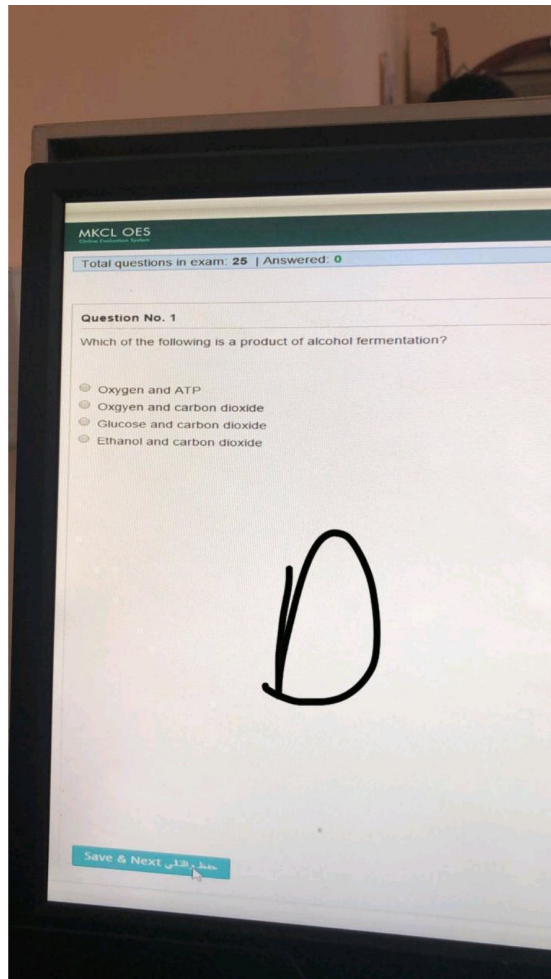 MKCL OES
Online Evaluation System
Total questions in exam: 25 | Answered: 0
Question No. 1
Which of the following is a product of alcohol fermentation?
Oxygen and ATP
Oxgyen and carbon dioxide
Glucose and carbon dioxide
Ethanol and carbon dioxide
D
Save & Next حفظ و التالي